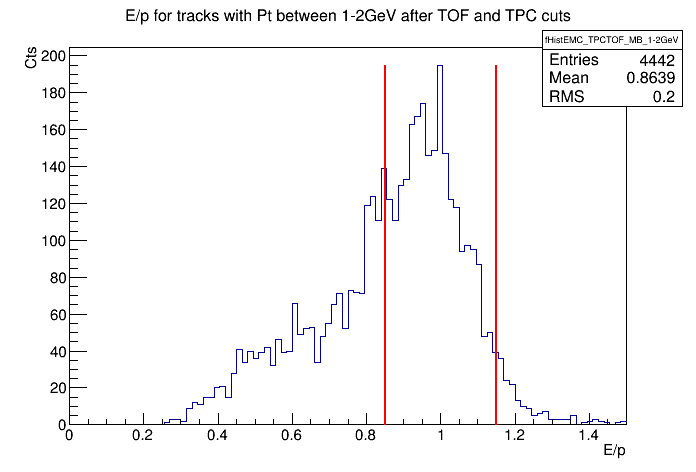 E/p for tracks with Pt between 1-2GeV after TOF and TPC cuts
fHistEMC_TPCTOF_MB_1-2GeV
Entries 4442
Mean 0.8639
RMS 0.2
Cts
200
180
160
140
120
100
80
60
40
20
0
0 0.2 0.4 0.6 0.8 1 1.2 1.4
E/p